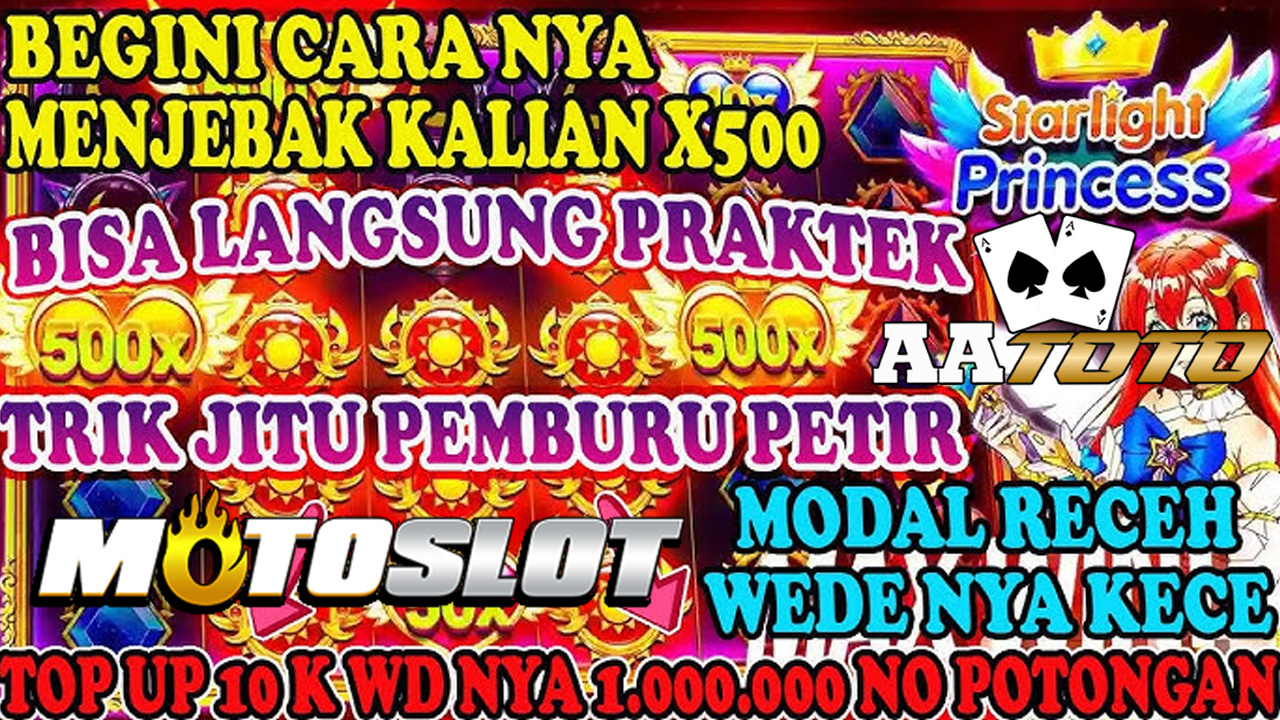 BEGINI CARA NYA
MENJEBAK KALIAN X500
Starlight
Princess
BISA LANGSUNG PRAKTEK
10x
500x
500x
A
A
A
AATOTO
TRIK JITU PEMBURU PETIR
MOTOSLOT
MODAL RECEH
WEDE NYA KECE
TOP UP 10 K WD NYA 1.000.000 NO POTONGAN